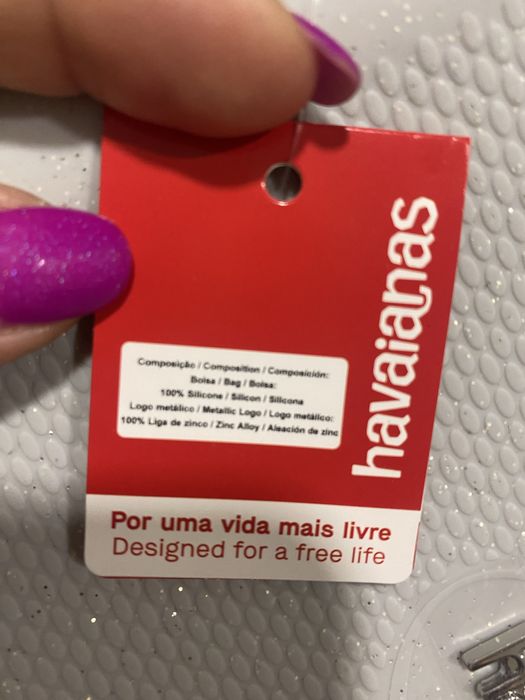 havaianas
Composição / Composition / Composición:
Bolsa / Bag / Bolsa:
100% Silicone / Silicon / Silicona
Logo metálico / Metallic Logo / Logo metálico:
100% Liga de zinco / Zinc Alloy / Aleación de zinc
Por uma vida mais livre
Designed for a free life